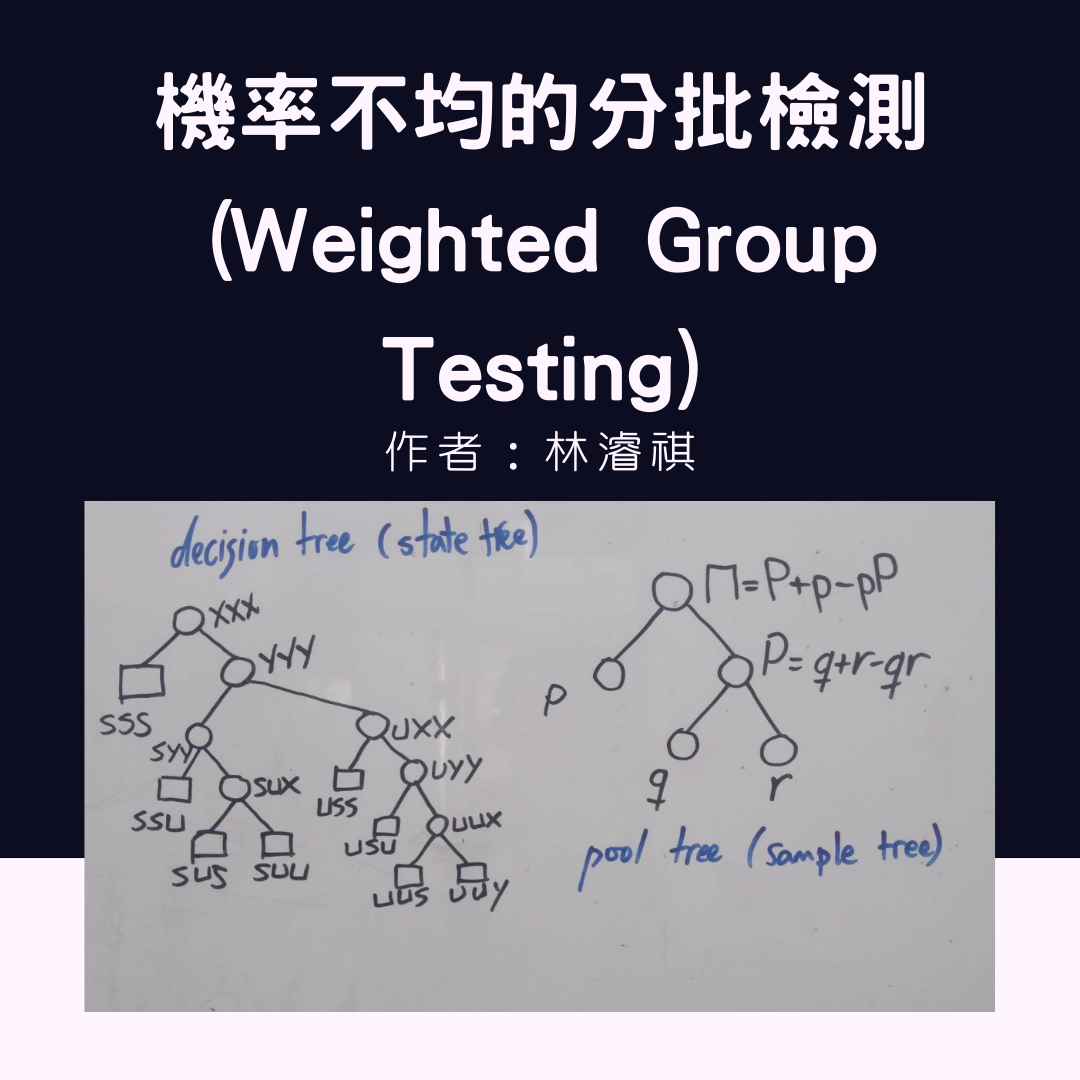 機率不均的分批檢測
(Weighted Group
Testing)
作者：林濬祺
decision tree (state tree)
XXX
YYY
SSS
SYY
UXX
SSU
SUX
USS
UYY
SUS
SUU
USU
UUX
UUS
UUY
Π=P+p-pP
p
P=q+r-qr
q
r
pool tree (sample tree)